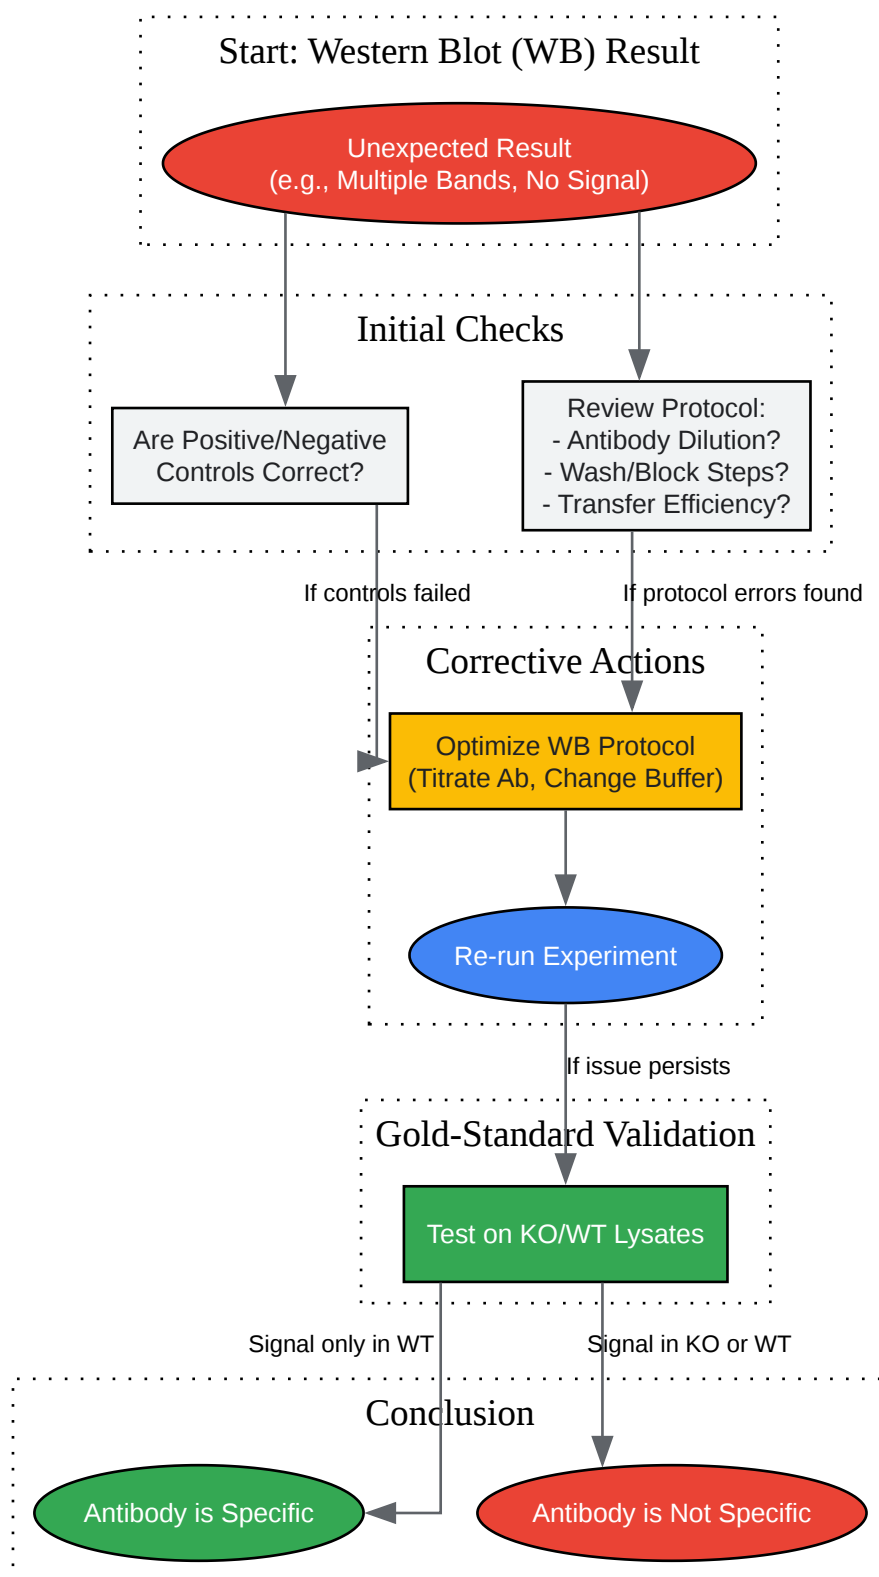 Start: Western Blot (WB) Result
Unexpected Result
(e.g., Multiple Bands, No Signal)
Initial Checks
Are Positive/Negative
Controls Correct?
Review Protocol:
- Antibody Dilution?
- Wash/Block Steps?
- Transfer Efficiency?
If controls failed
If protocol errors found
Corrective Actions
Optimize WB Protocol
(Titrate Ab, Change Buffer)
Re-run Experiment
If issue persists
Gold-Standard Validation
Test on KO/WT Lysates
Signal only in WT
Signal in KO or WT
Conclusion
Antibody is Specific
Antibody is Not Specific